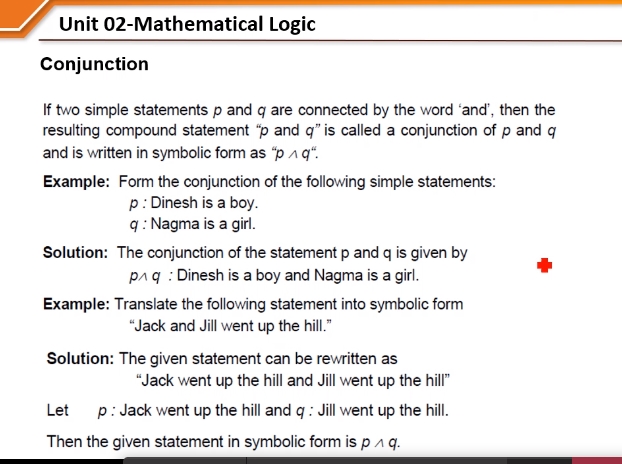 Unit 02-Mathematical Logic
Conjunction
If two simple statements p and q are connected by the word ‘and’, then the
resulting compound statement “p and q” is called a conjunction of p and q
and is written in symbolic form as “p ∧ q“.
Example: Form the conjunction of the following simple statements:
p : Dinesh is a boy.
q : Nagma is a girl.
Solution: The conjunction of the statement p and q is given by
p∧ q : Dinesh is a boy and Nagma is a girl.
Example: Translate the following statement into symbolic form
“Jack and Jill went up the hill.”
Solution: The given statement can be rewritten as
“Jack went up the hill and Jill went up the hill”
Let p : Jack went up the hill and q : Jill went up the hill.
Then the given statement in symbolic form is p ∧ q.